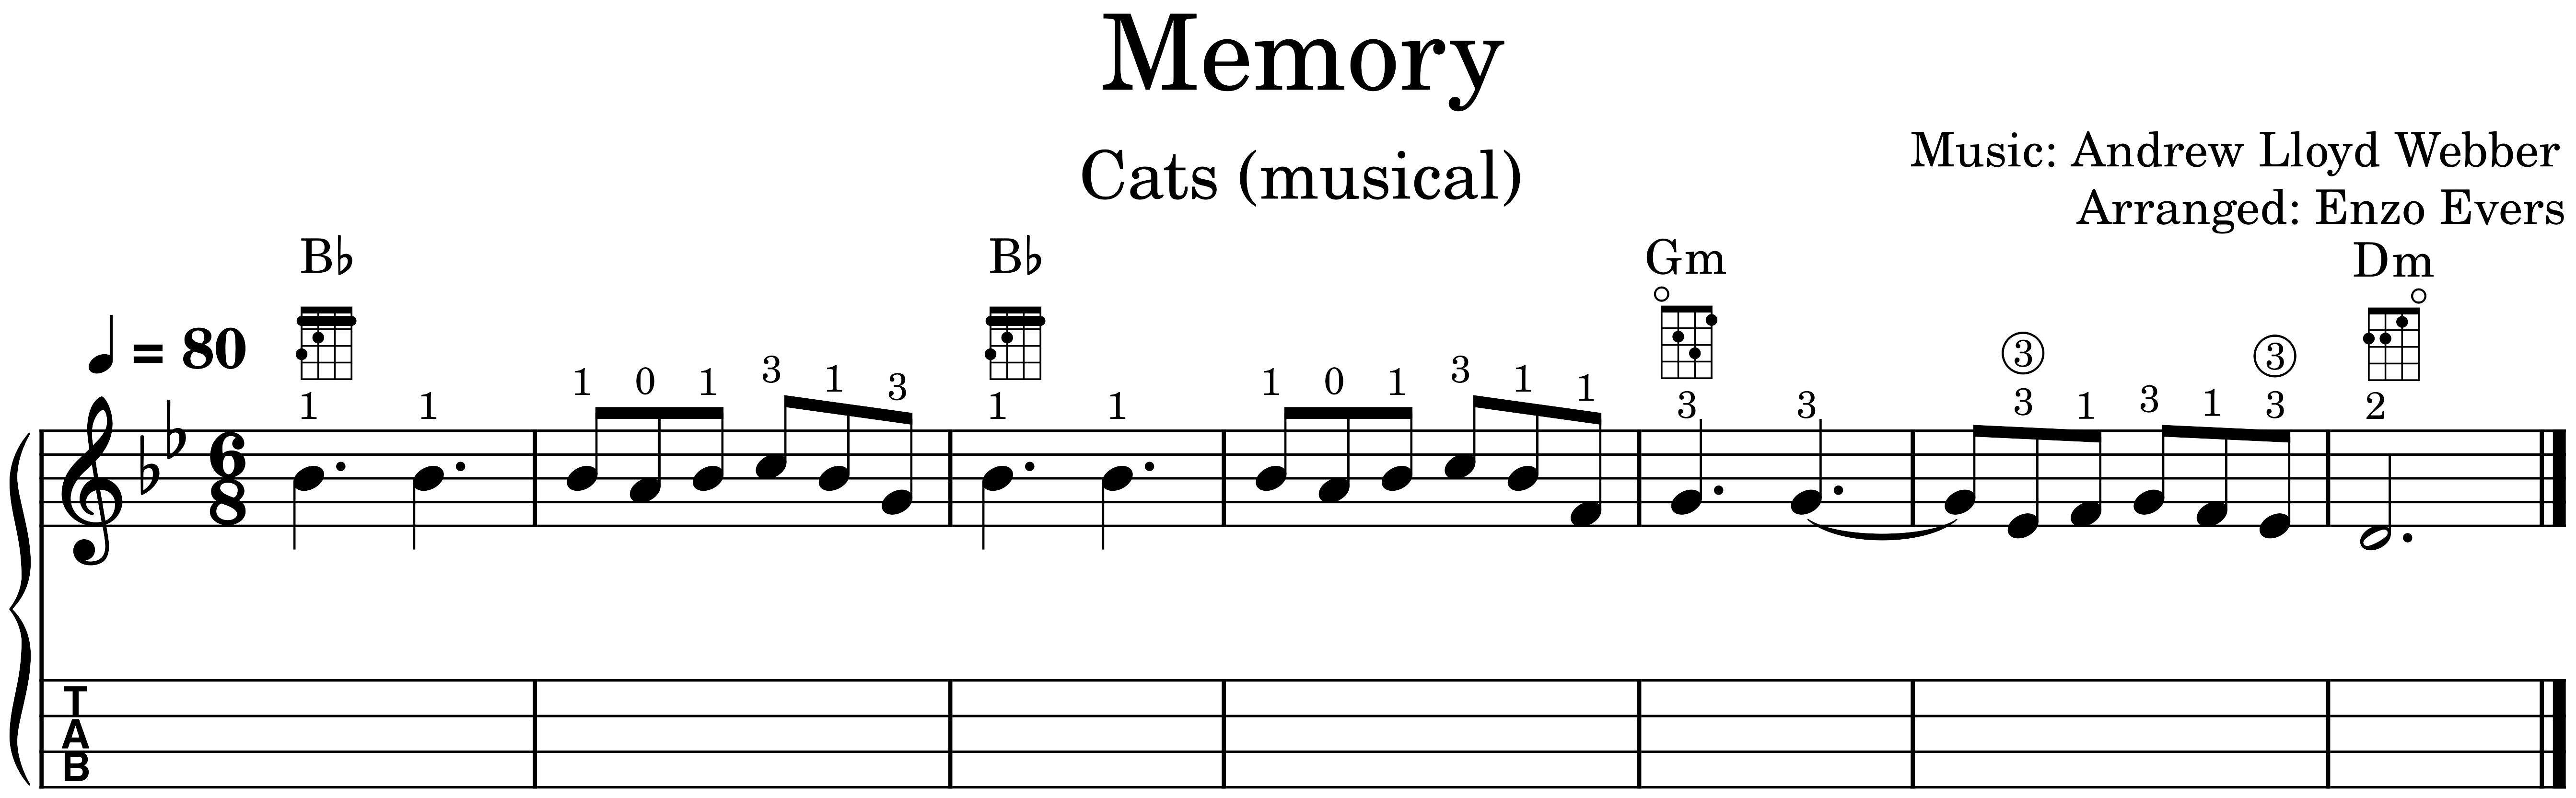 Memory
Cats (musical)
Music: Andrew Lloyd Webber
Arranged: Enzo Evers
B♭ B♭ Gm Dm
♩ = 80
3 3
1 1 1 0 1 3 1 3 1 1 1 0 1 3 1 1 3 3 3 1 3 1 3 2
6
8
T
A
B